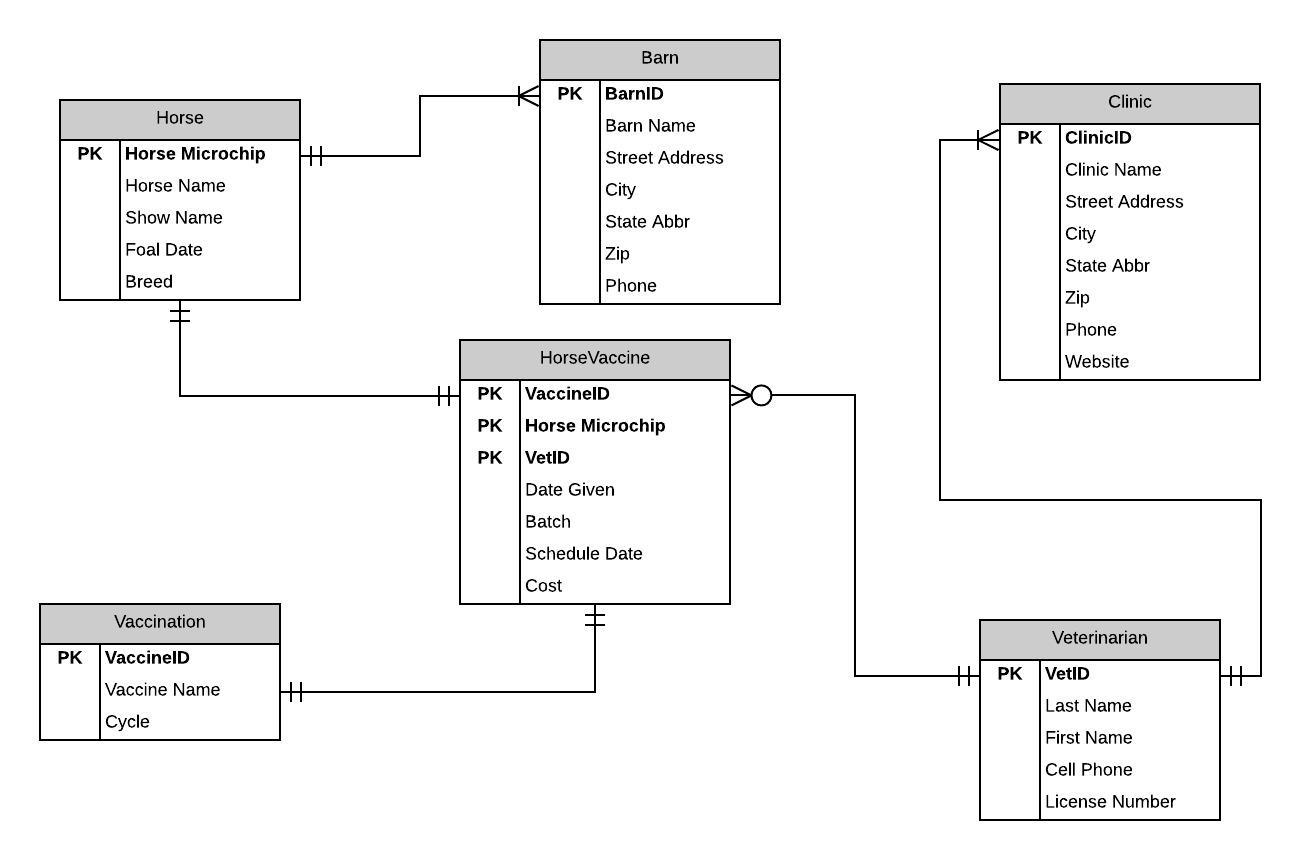 Barn
PK BarnID
Barn Name
Street Address
City
State Abbr
Zip
Phone
Clinic
PK ClinicID
Clinic Name
Street Address
City
State Abbr
Zip
Phone
Website
Horse
PK Horse Microchip
Horse Name
Show Name
Foal Date
Breed
HorseVaccine
PK VaccineID
PK Horse Microchip
PK VetID
Date Given
Batch
Schedule Date
Cost
Vaccination
PK VaccineID
Vaccine Name
Cycle
Veterinarian
PK VetID
Last Name
First Name
Cell Phone
License Number